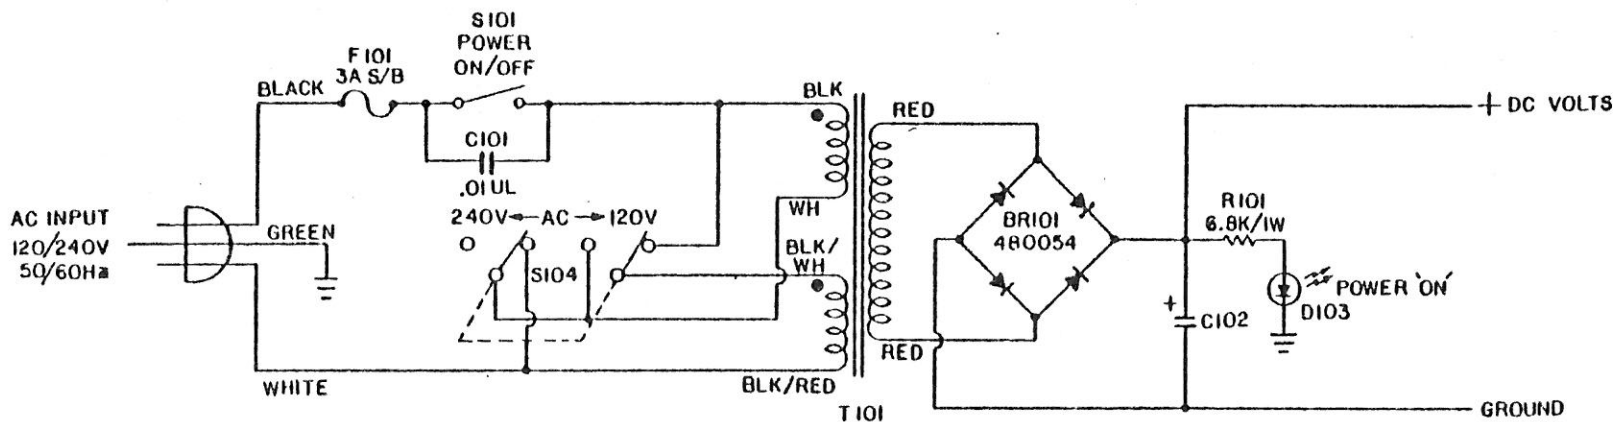 S101
POWER
ON/OFF
F101
3A S/B
BLACK
C101
.01UL
BLK
RED
+ DC VOLTS
AC INPUT
120/240V
50/60Hz
GREEN
240V ← AC → 120V
S104
WH
BLK/
WH
BR101
480054
R101
6.8K/1W
POWER 'ON'
D103
+
C102
WHITE
BLK/RED
RED
T101
GROUND